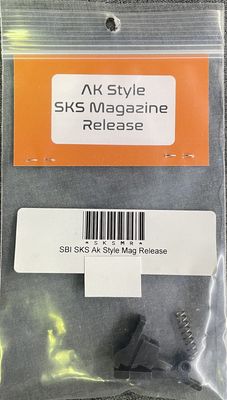 AK Style
SKS Magazine
Release
*SKSMR*
SBI SKS Ak Style Mag Release